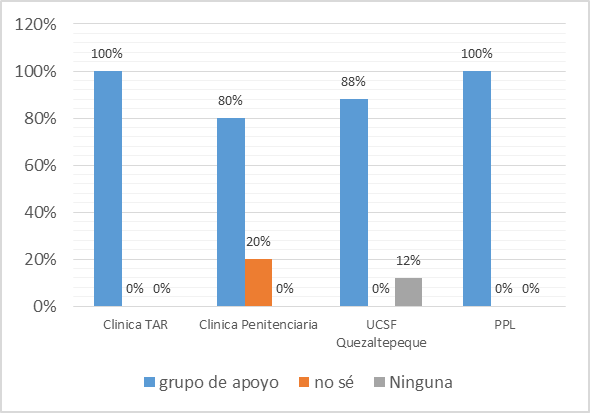 120%
100%
80%
60%
40%
20%
0%
100%
0%
0%
80%
20%
0%
88%
0%
12%
100%
0%
0%
Clinica TAR
Clinica Penitenciaria
UCSF
Quezaltepeque
PPL
grupo de apoyo
no sé
Ninguna